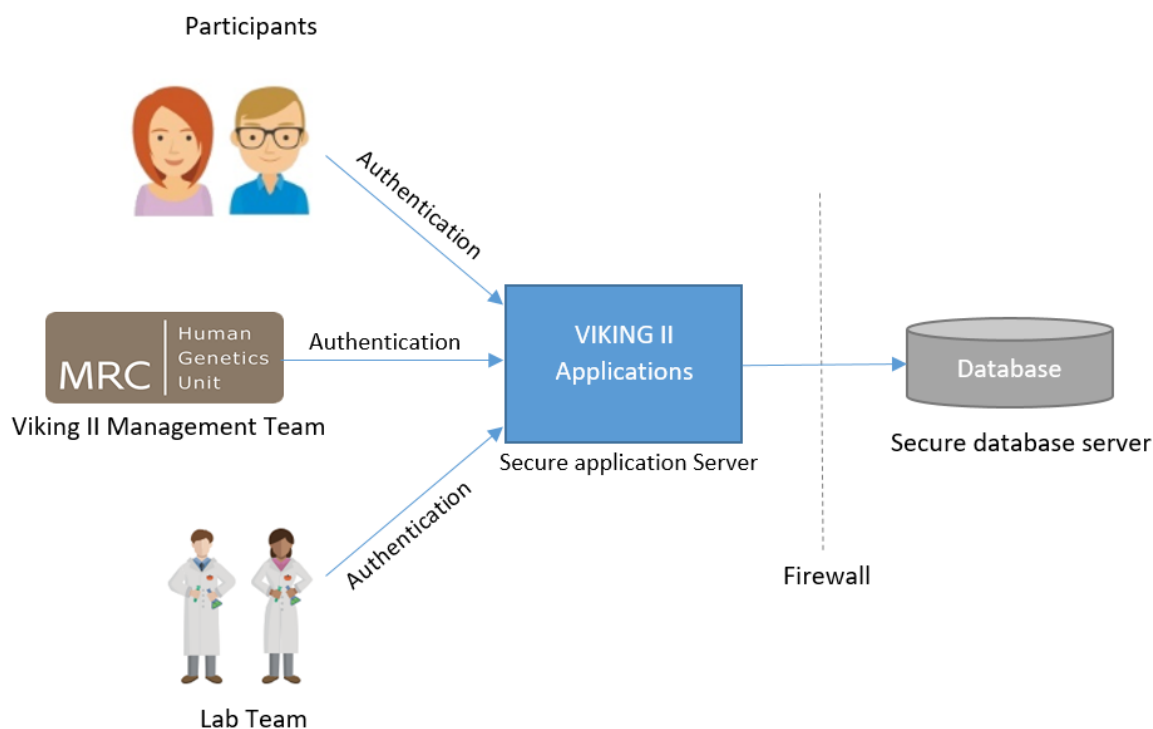 Participants
Authentication
MRC
Human
Genetics
Unit
Viking II Management Team
Authentication
VIKING II
Applications
Secure application Server
Database
Secure database server
Authentication
Firewall
Lab Team